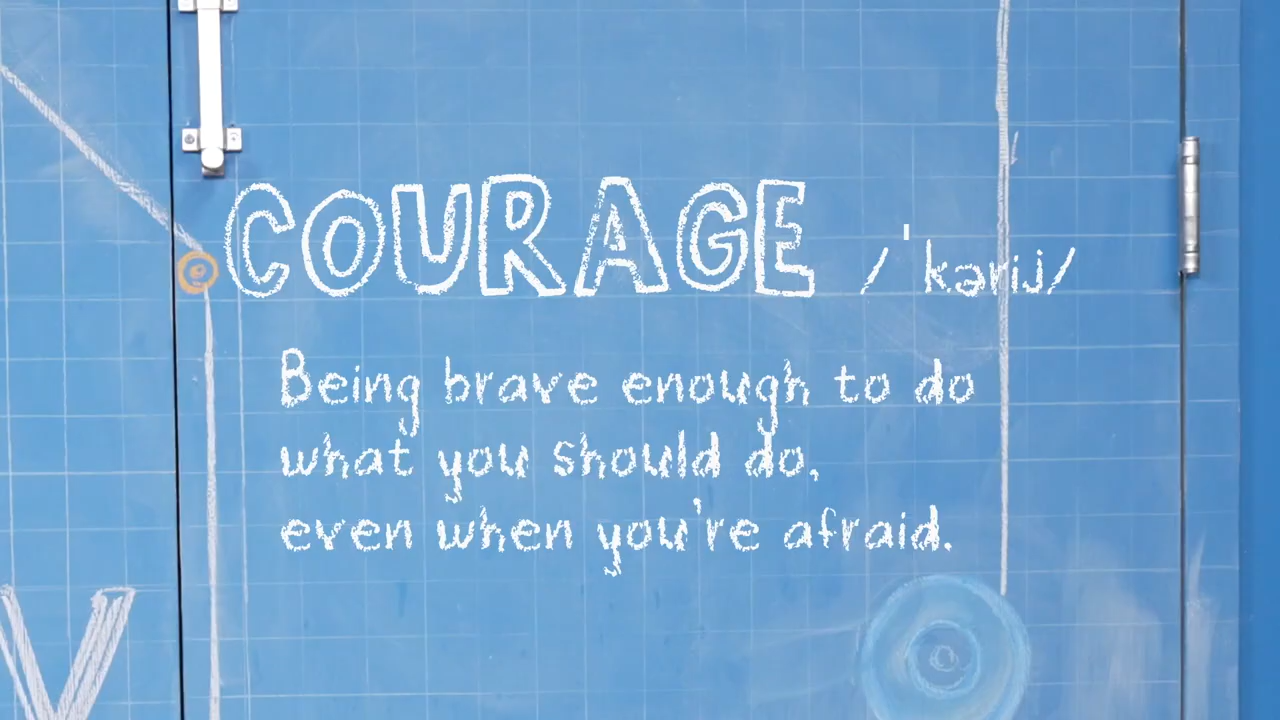 COURAGE /ˈkərij/
Being brave enough to do
what you should do,
even when you're afraid.